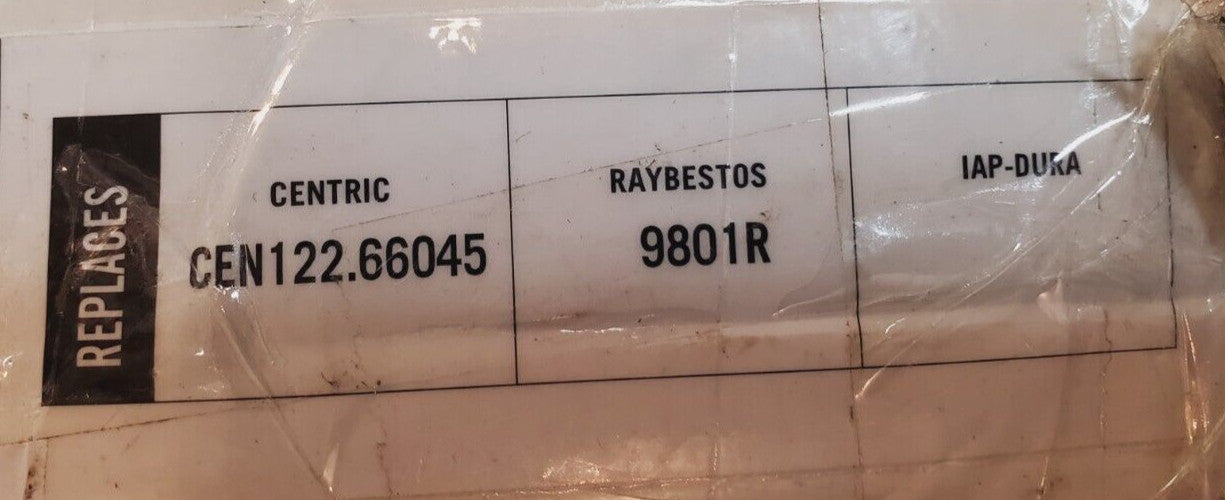 REPLACES
CENTRIC
CEN122.66045
RAYBESTOS
9801R
IAP-DURA